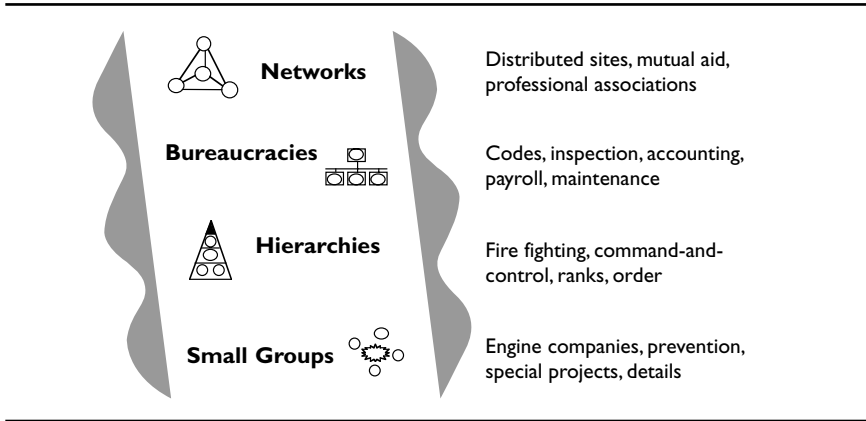 Networks
Distributed sites, mutual aid,
professional associations
Bureaucracies
Codes, inspection, accounting,
payroll, maintenance
Hierarchies
Fire fighting, command-and-
control, ranks, order
Small Groups
Engine companies, prevention,
special projects, details